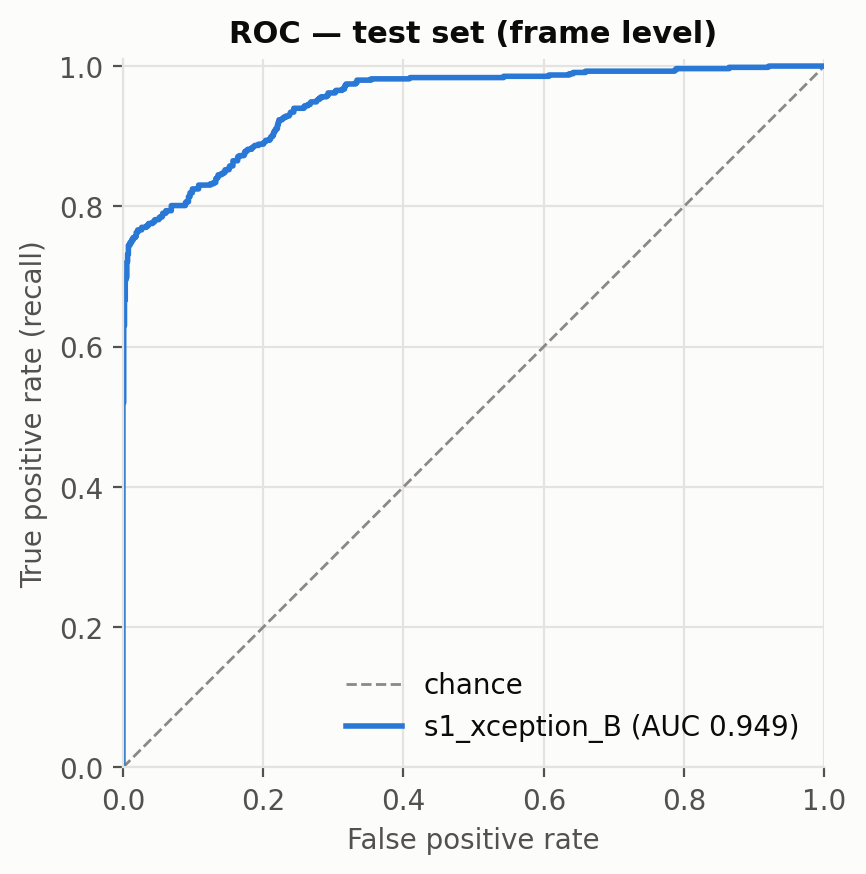 ROC — test set (frame level)
True positive rate (recall)
1.0
0.8
0.6
0.4
0.2
0.0
chance
s1_xception_B (AUC 0.949)
0.0 0.2 0.4 0.6 0.8 1.0
False positive rate